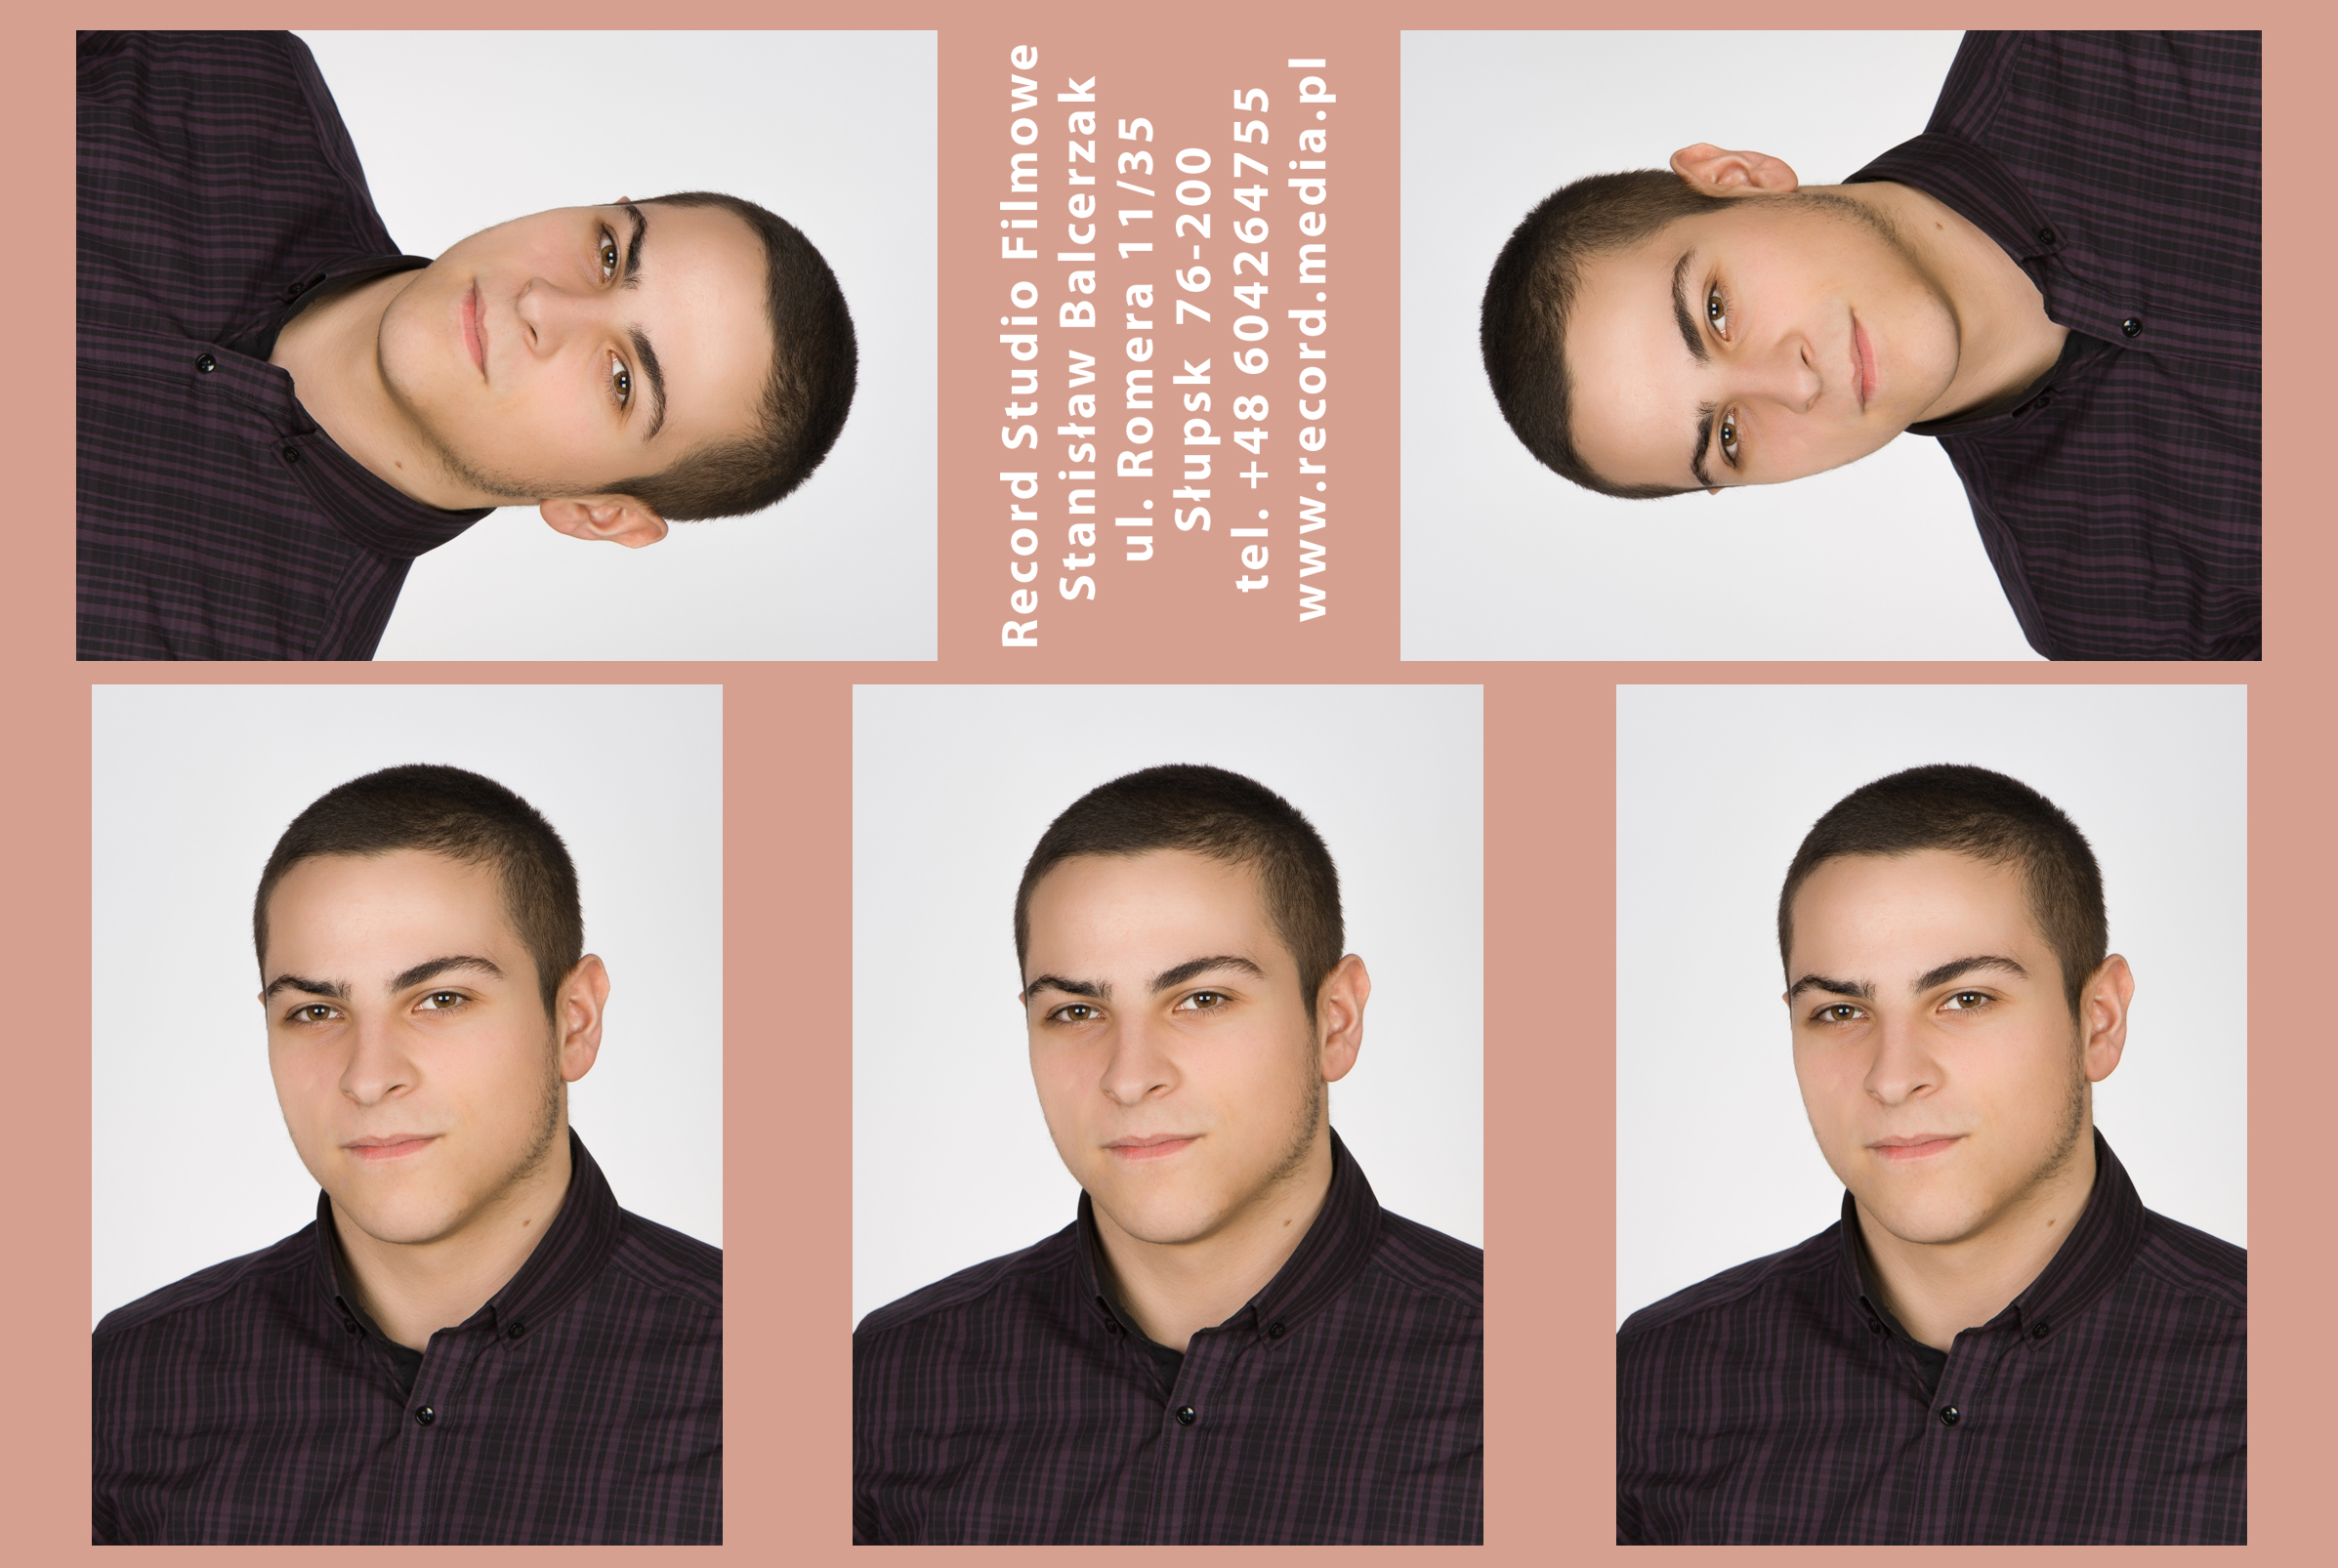 Record Studio Filmowe
Stanisław Balcerzak
ul. Romera 11/35
Słupsk 76-200
tel. +48 604264755
www.record.media.pl